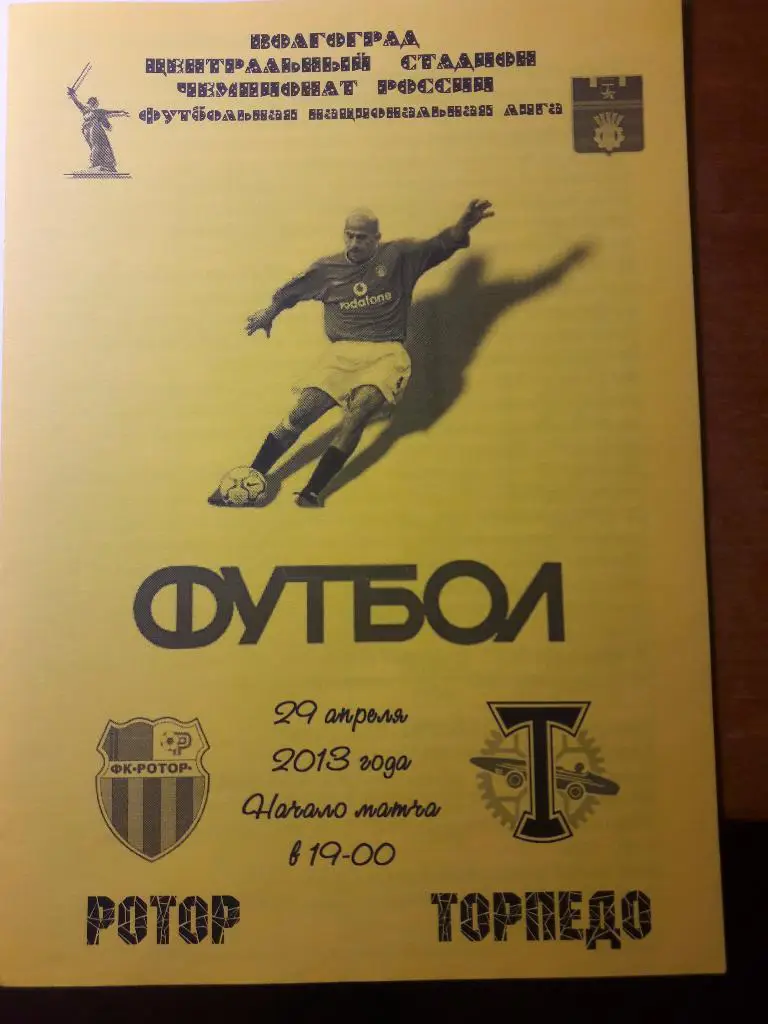 ВОЛГОГРАД
ЦЕНТРАЛЬНЫЙ СТАДИОН
ЧЕМПИОНАТ РОССИИ
ФУТБОЛЬНАЯ НАЦИОНАЛЬНАЯ ЛИГА
vodafone
ФУТБОЛ
29 апреля
2013 года
Начало матча
в 19-00
ФК•РОТОР•
Т
РОТОР ТОРПЕДО